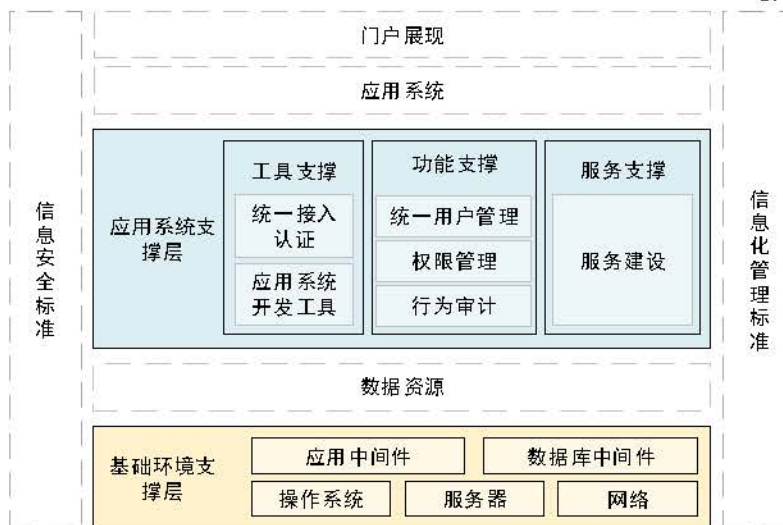 门户展现
应用系统
信息安全标准
应用系统支
撑层
工具支撑
统一接入
认证
应用系统
开发工具
功能支撑
统一用户管理
权限管理
行为审计
服务支撑
服务建设
信息化管理标准
数据资源
基础环境支
撑层
应用中间件
数据库中间件
操作系统
服务器
网络